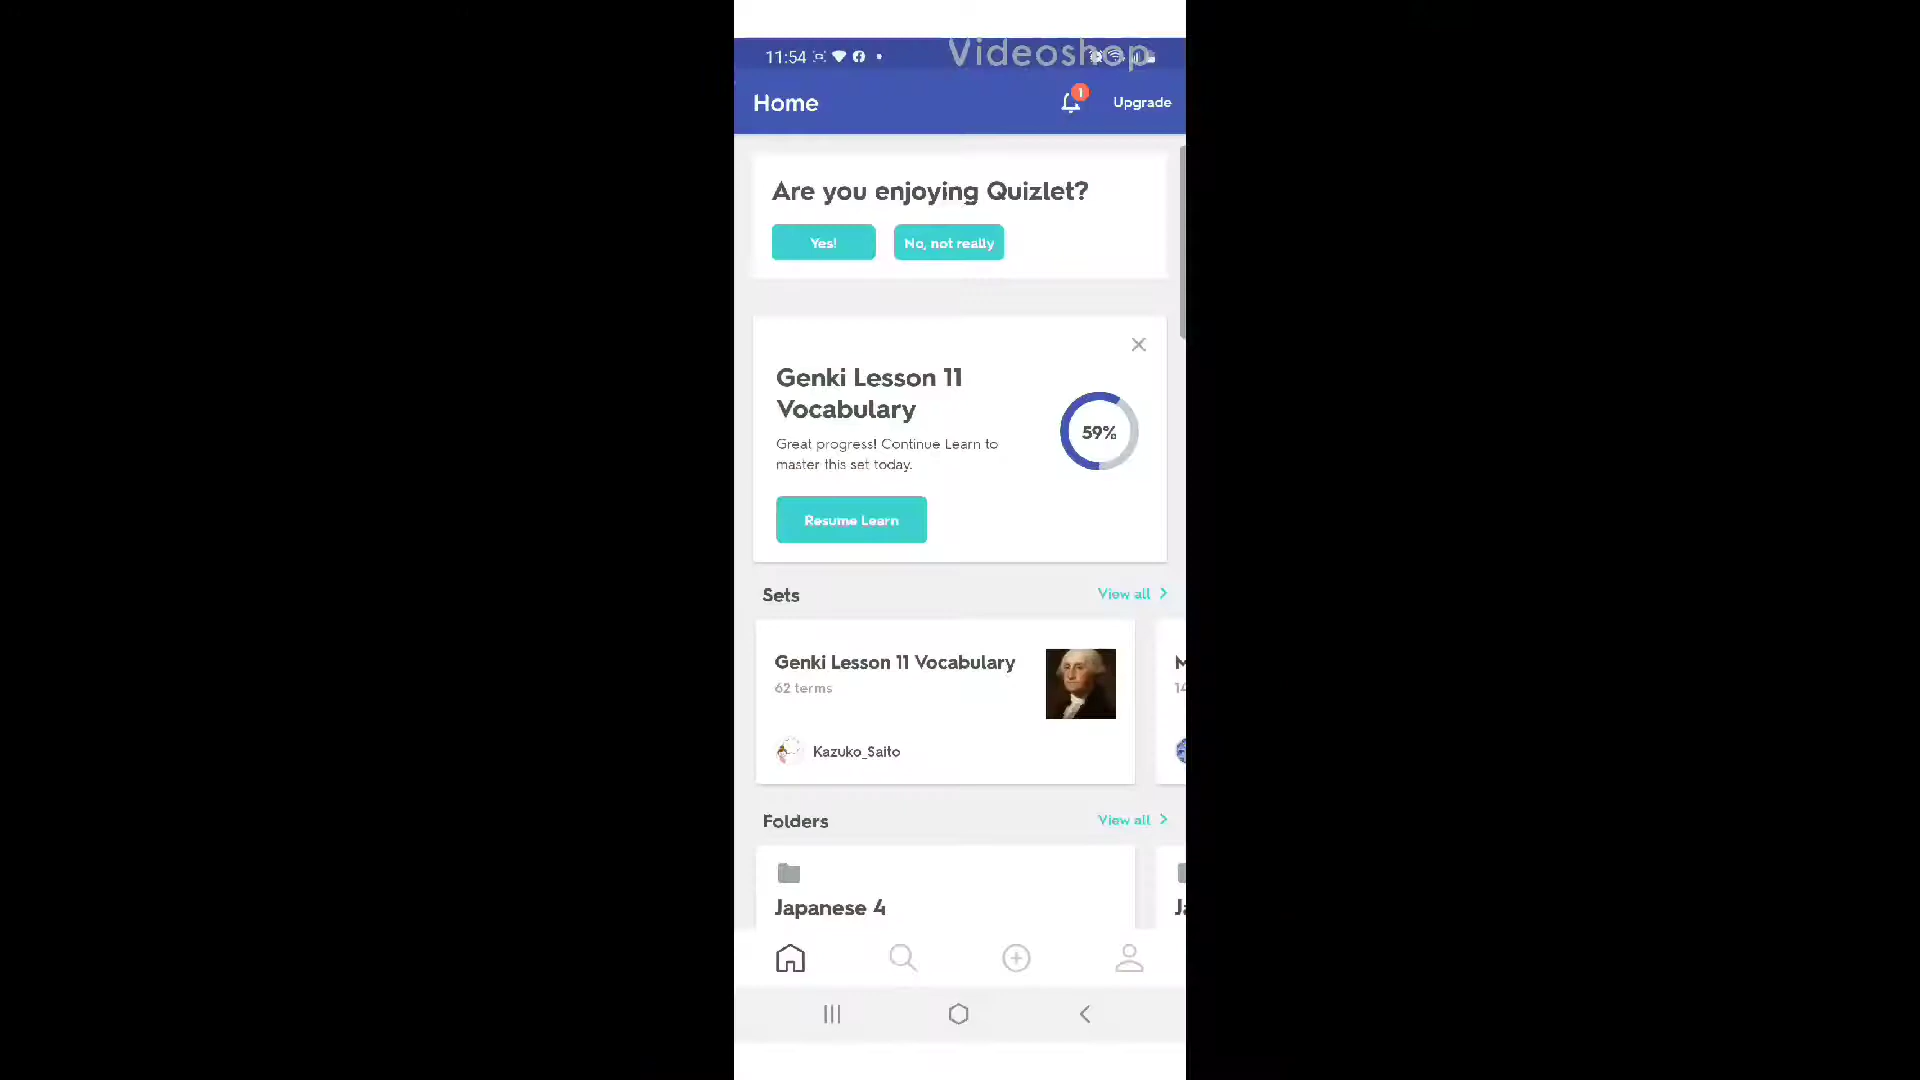 11:54
Videoshop
Home
1
Upgrade
Are you enjoying Quizlet?
Yes!
No, not really
Genki Lesson 11
Vocabulary
59%
Great progress! Continue Learn to
master this set today.
Resume Learn
Sets
View all
Genki Lesson 11 Vocabulary
62 terms
Kazuko_Saito
Folders
View all
Japanese 4